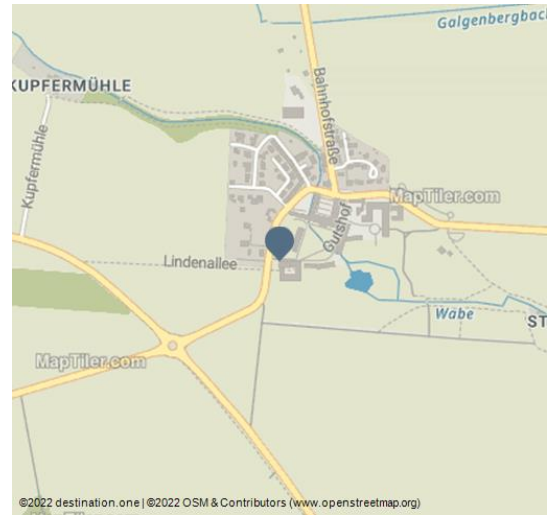 Galgenbergbach
KUPFERMÜHLE
Bahnhofstraße
Kupfermühle
MapTiler.com
Gutshof
Lindenallee
Wabe
ST
MapTiler.com
©2022 destination.one | ©2022 OSM & Contributors (www.openstreetmap.org)